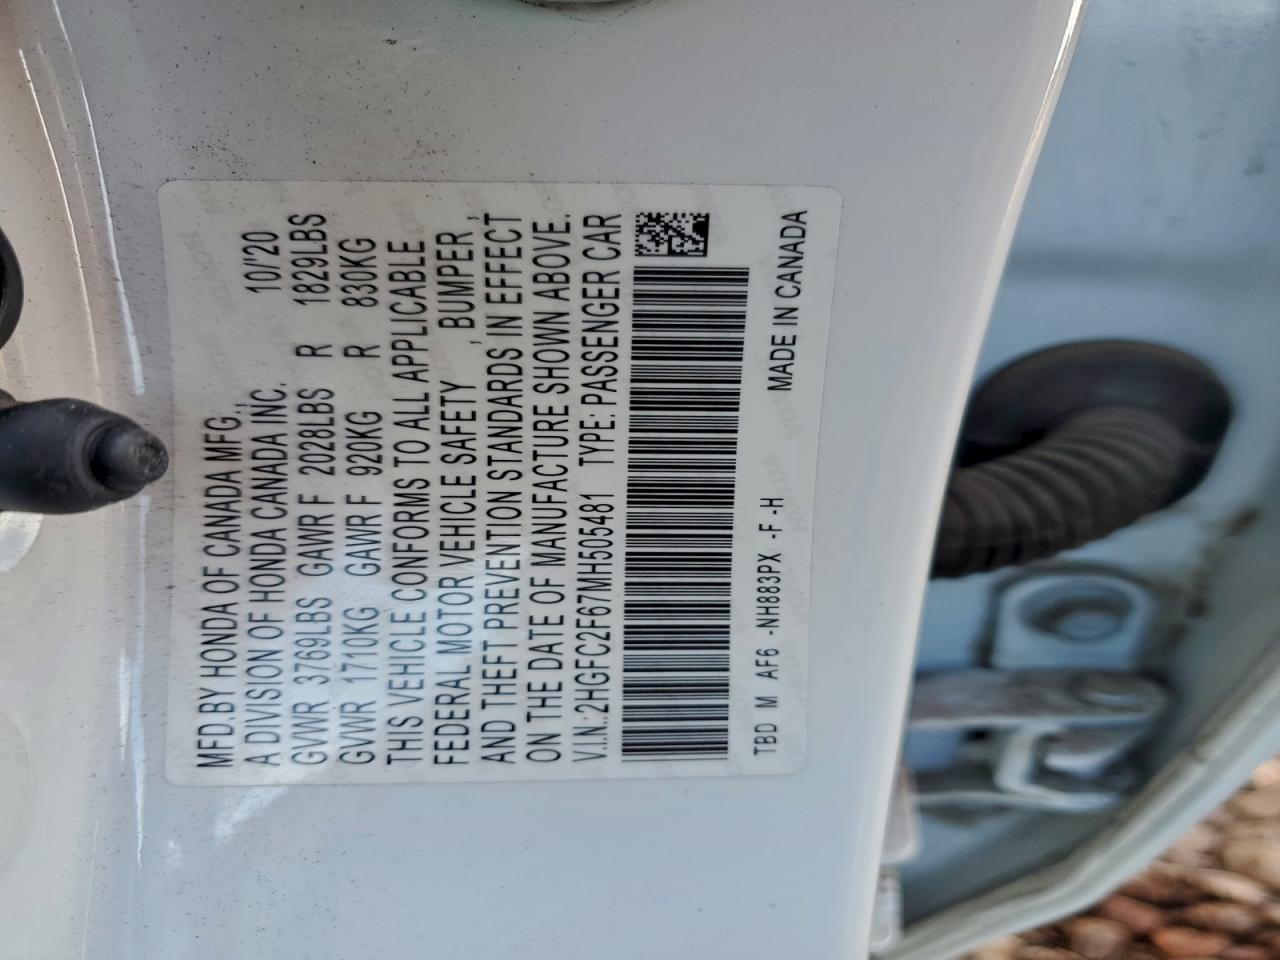 MFD.BY HONDA OF CANADA MFG.,
A DIVISION OF HONDA CANADA INC. 10/'20
GVWR 3769LBS GAWR F 2028LBS R 1829LBS
GVWR 1710KG GAWR F 920KG R 830KG
THIS VEHICLE CONFORMS TO ALL APPLICABLE
FEDERAL MOTOR VEHICLE SAFETY , BUMPER ,
AND THEFT PREVENTION STANDARDS IN EFFECT
ON THE DATE OF MANUFACTURE SHOWN ABOVE.
V.I.N.:2HGFC2F67MH505481 TYPE: PASSENGER CAR
TBD M AF6 -NH883PX -F -H MADE IN CANADA